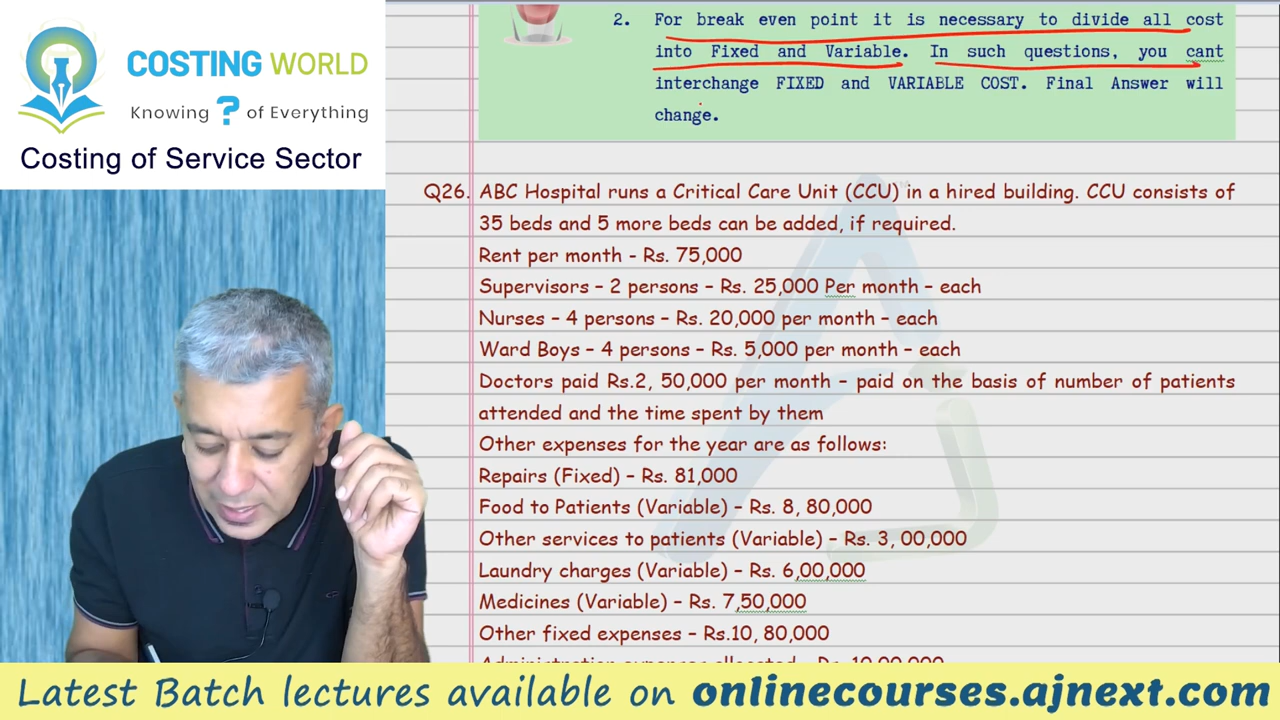 COSTING WORLD
Knowing ? of Everything
Costing of Service Sector
2. For break even point it is necessary to divide all cost
into Fixed and Variable. In such questions, you cant
interchange FIXED and VARIABLE COST. Final Answer will
change.
Q26. ABC Hospital runs a Critical Care Unit (CCU) in a hired building. CCU consists of
35 beds and 5 more beds can be added, if required.
Rent per month - Rs. 75,000
Supervisors – 2 persons – Rs. 25,000 Per month – each
Nurses – 4 persons – Rs. 20,000 per month – each
Ward Boys – 4 persons – Rs. 5,000 per month – each
Doctors paid Rs.2, 50,000 per month – paid on the basis of number of patients
attended and the time spent by them
Other expenses for the year are as follows:
Repairs (Fixed) – Rs. 81,000
Food to Patients (Variable) – Rs. 8, 80,000
Other services to patients (Variable) – Rs. 3, 00,000
Laundry charges (Variable) – Rs. 6,00,000
Medicines (Variable) – Rs. 7,50,000
Other fixed expenses – Rs.10, 80,000
Administration expenses allocated – Rs. 10,00,000
Latest Batch lectures available on onlinecourses.ajnext.com